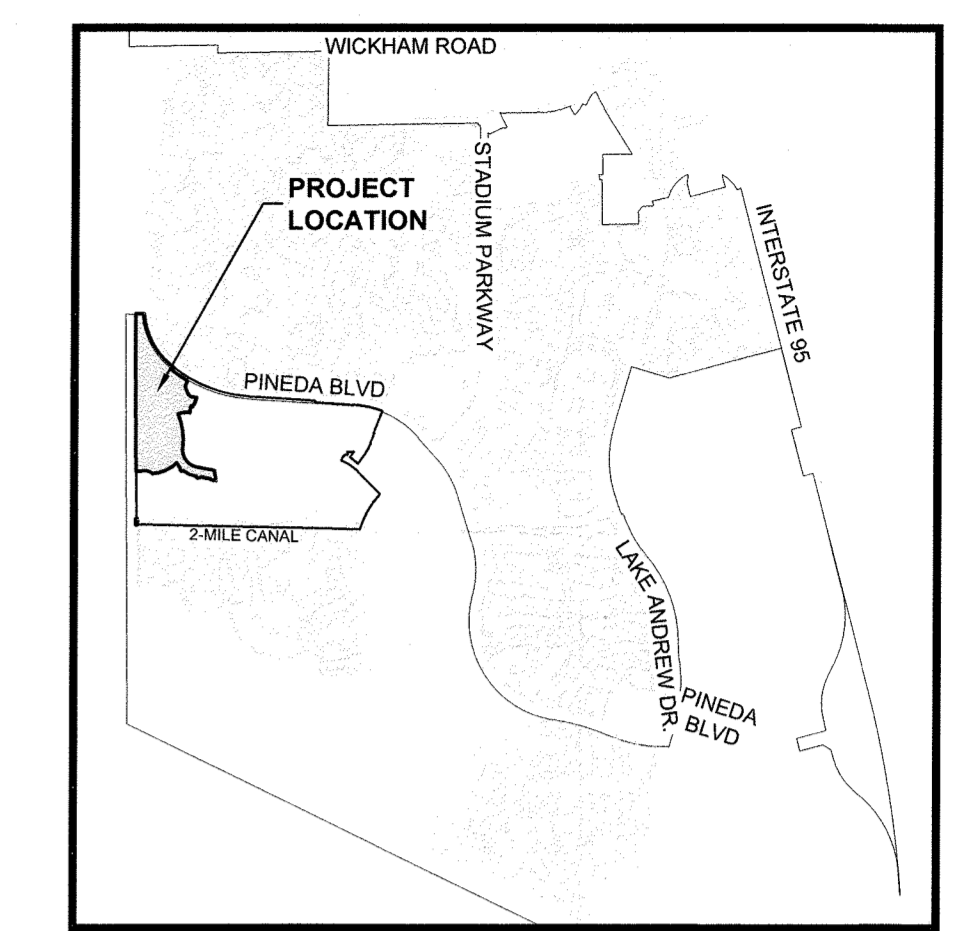 WICKHAM ROAD
STADIUM PARKWAY
PROJECT
LOCATION
INTERSTATE 95
PINEDA BLVD
2-MILE CANAL
LAKE ANDREW DR.
PINEDA
BLVD